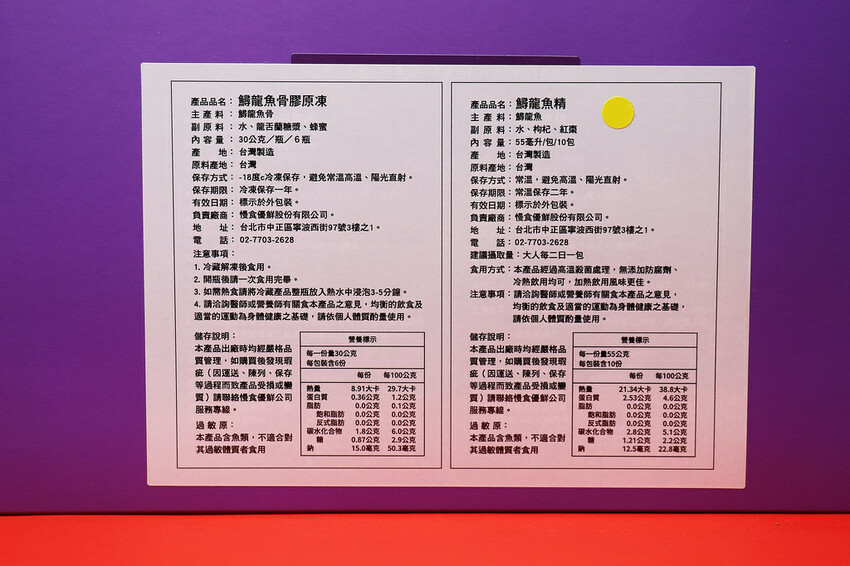 產品品名：鱘龍魚骨膠原凍
主 產 料：鱘龍魚骨
副 原 料：水、龍舌蘭糖漿、蜂蜜
內 容 量：30公克／瓶／6瓶
產 地：台灣製造
原料產地：台灣
保存方式：-18度c冷凍保存，避免常溫高溫、陽光直射。
保存期限：冷凍保存一年。
有效日期：標示於外包裝。
負責廠商：慢食優鮮股份有限公司。
地 址：台北市中正區寧波西街97號3樓之1。
電 話：02-7703-2628
注意事項：
1. 冷藏解凍後食用。
2. 開瓶後請一次食用完畢。
3. 如需熱食請將冷藏產品整瓶放入熱水中浸泡3-5分鐘。
4. 請洽詢醫師或營養師有關食本產品之意見，均衡的飲食及
適當的運動為身體健康之基礎，請依個人體質酌量使用。
儲存說明：
本產品出廠時均經嚴格品
質管理，如購買後發現瑕
疵（因運送、陳列、保存
等過程而致產品受損或變
質）請聯絡慢食優鮮公司
服務專線。
過 敏 原：
本產品含魚類，不適合對
其過敏體質者食用
營養標示
每一份量30公克
每包裝含6份
每份 每100公克
熱量 8.91大卡 29.7大卡
蛋白質 0.36公克 1.2公克
脂肪 0.0公克 0.1公克
飽和脂肪 0.0公克 0.0公克
反式脂肪 0.0公克 0.0公克
碳水化合物 1.8公克 6.0公克
糖 0.87公克 2.9公克
鈉 15.0毫克 50.3毫克
產品品名：鱘龍魚精
主 產 料：鱘龍魚
副 原 料：水、枸杞、紅棗
內 容 量：55毫升/包/10包
產 地：台灣製造
原料產地：台灣
保存方式：常溫，避免高溫、陽光直射。
保存期限：常溫保存二年。
有效日期：標示於外包裝。
負責廠商：慢食優鮮股份有限公司。
地 址：台北市中正區寧波西街97號3樓之1。
電 話：02-7703-2628
建議攝取量：大人每二日一包
食用方式：本產品經過高溫殺菌處理，無添加防腐劑、
冷熱飲用均可，加熱飲用風味更佳。
注意事項：請洽詢醫師或營養師有關食本產品之意見，
均衡的飲食及適當的運動為身體健康之基礎，
請依個人體質酌量使用。
儲存說明：
本產品出廠時均經嚴格品
質管理，如購買後發現瑕
疵（因運送、陳列、保存
等過程而致產品受損或變
質）請聯絡慢食優鮮公司
服務專線。
過 敏 原：
本產品含魚類，不適合對
其過敏體質者食用
營養標示
每一份量55公克
每包裝含10份
每份 每100公克
熱量 21.34大卡 38.8大卡
蛋白質 2.53公克 4.6公克
脂肪 0.0公克 0.0公克
飽和脂肪 0.0公克 0.0公克
反式脂肪 0.0公克 0.0公克
碳水化合物 2.8公克 5.1公克
糖 1.21公克 2.2公克
鈉 12.5毫克 22.8毫克